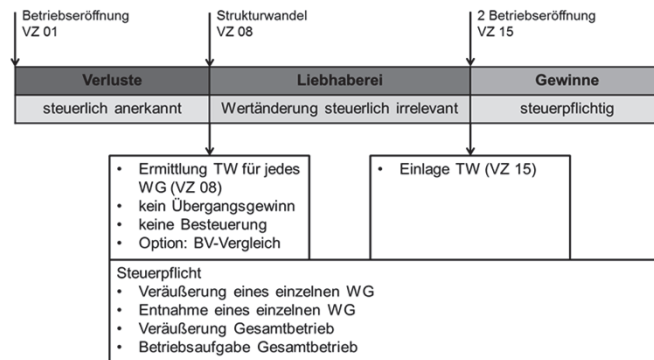 Betriebseröffnung
VZ 01
Strukturwandel
VZ 08
2 Betriebseröffnung
VZ 15
Verluste
Liebhaberei
Gewinne
steuerlich anerkannt
Wertänderung steuerlich irrelevant
steuerpflichtig
• Ermittlung TW für jedes
WG (VZ 08)
• kein Übergangsgewinn
• keine Besteuerung
• Option: BV-Vergleich
• Einlage TW (VZ 15)
Steuerpflicht
• Veräußerung eines einzelnen WG
• Entnahme eines einzelnen WG
• Veräußerung Gesamtbetrieb
• Betriebsaufgabe Gesamtbetrieb